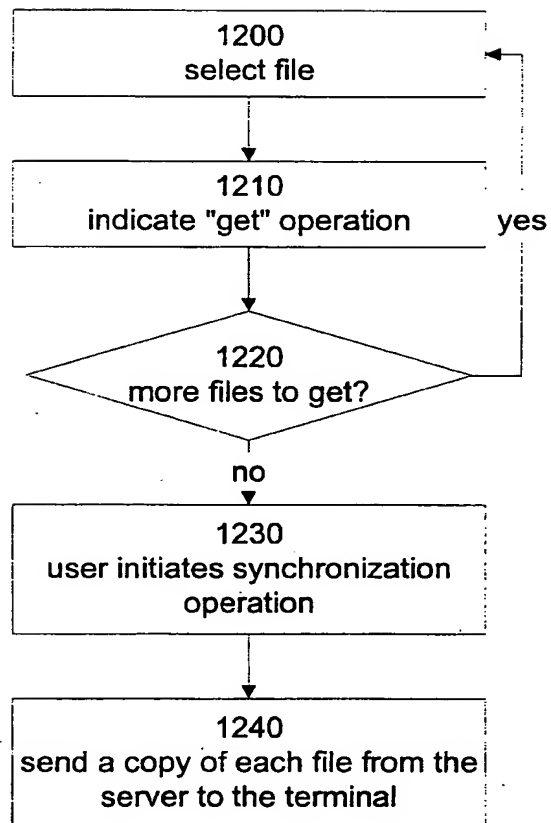 1200
select file
1210
indicate "get" operation
yes
1220
more files to get?
no
1230
user initiates synchronization
operation
1240
send a copy of each file from the
server to the terminal